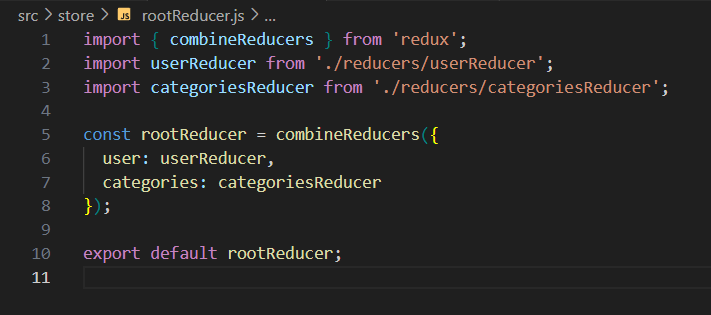 src > store > JS rootReducer.js > ...
1 import { combineReducers } from 'redux';
2 import userReducer from './reducers/userReducer';
3 import categoriesReducer from './reducers/categoriesReducer';
4
5 const rootReducer = combineReducers({
6   user: userReducer,
7   categories: categoriesReducer
8 });
9
10 export default rootReducer;
11